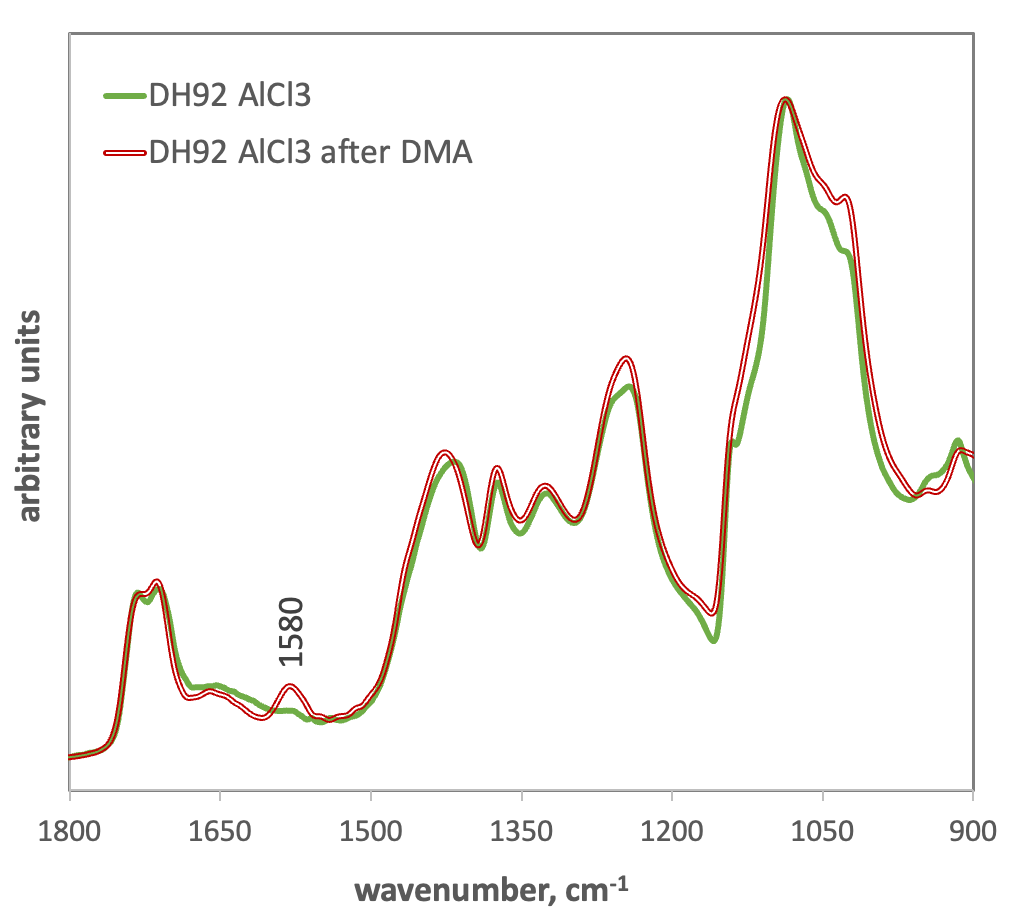 DH92 AlCl3
DH92 AlCl3 after DMA
arbitrary units
1580
1800 1650 1500 1350 1200 1050 900
wavenumber, cm-1